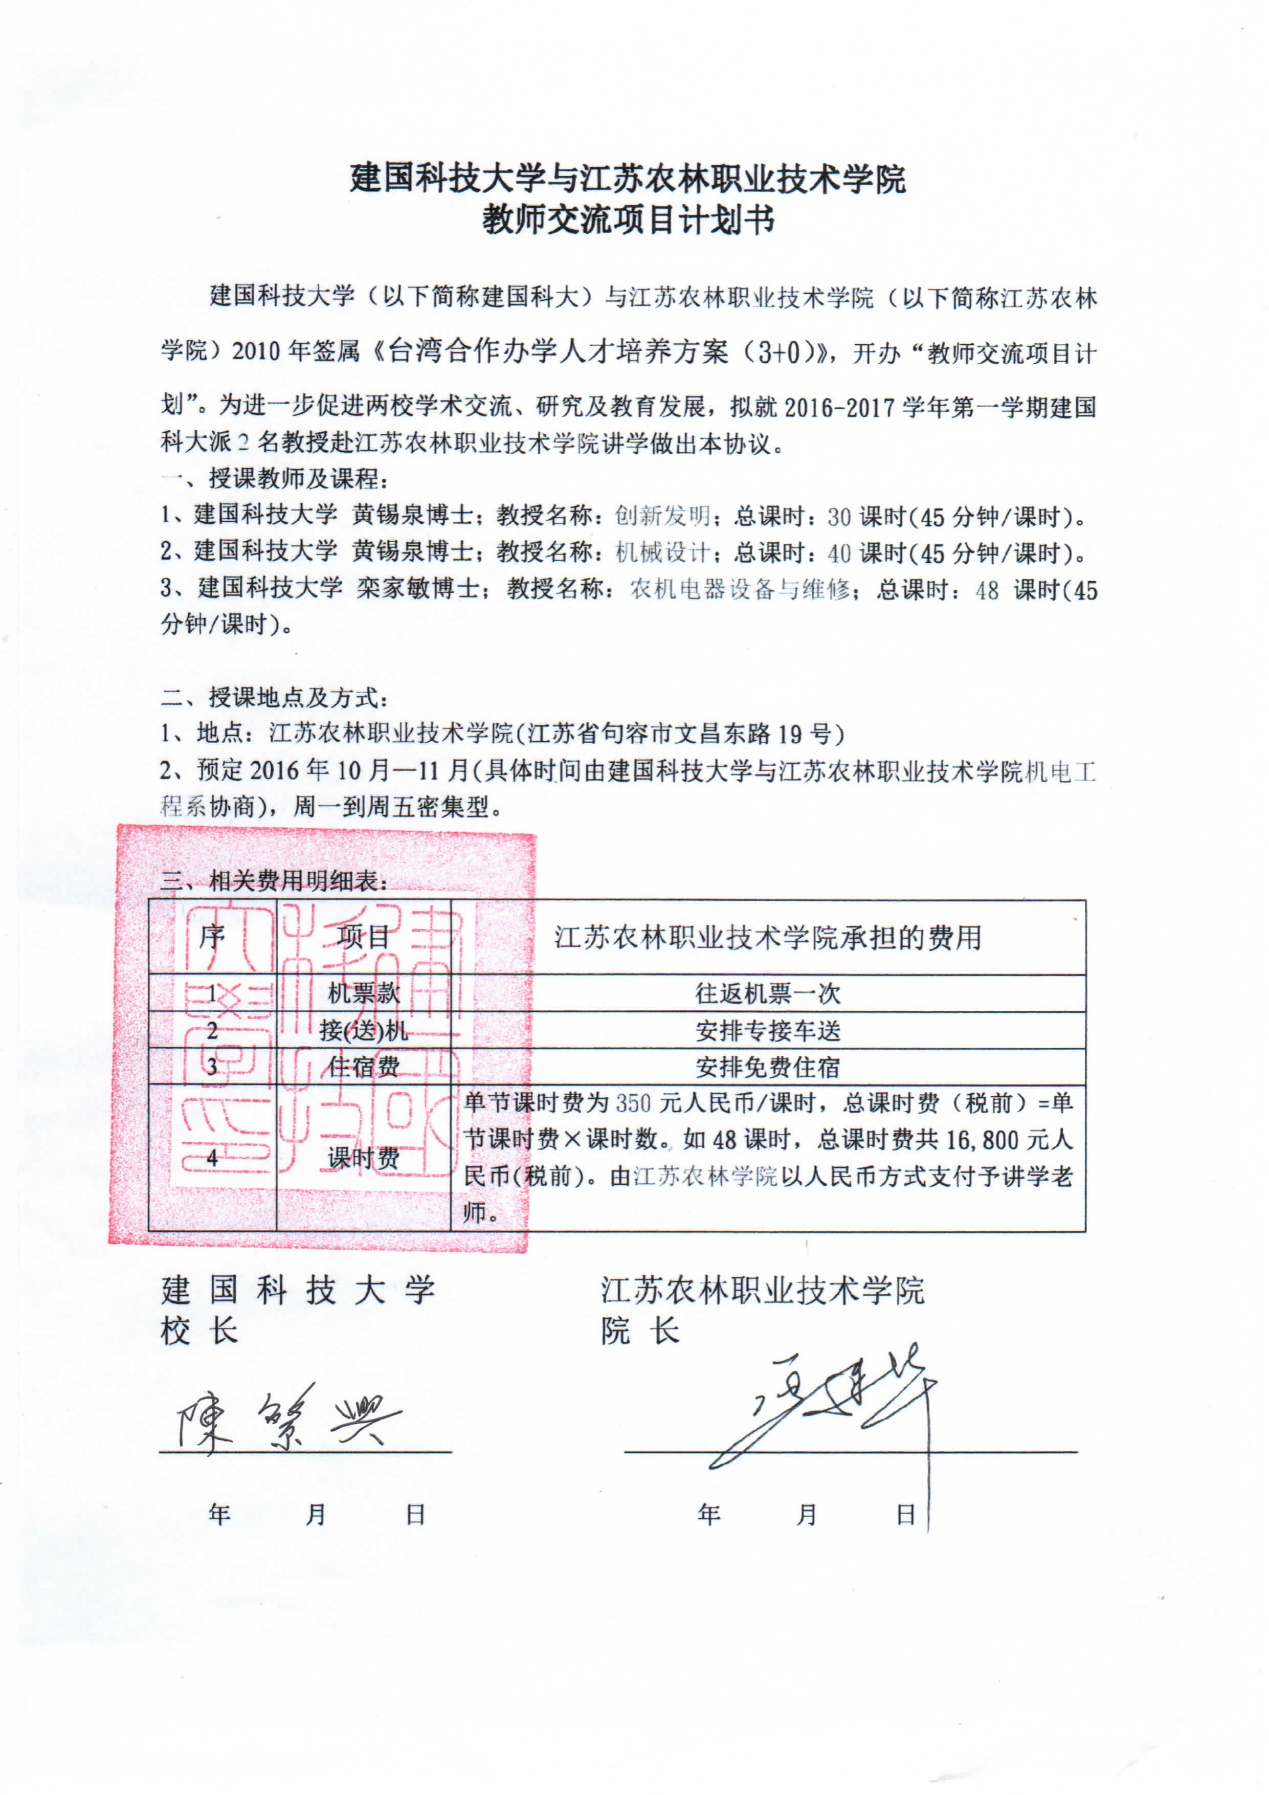 建国科技大学与江苏农林职业技术学院
教师交流项目计划书
建国科技大学（以下简称建国科大）与江苏农林职业技术学院（以下简称江苏农林
学院）2010 年签属《台湾合作办学人才培养方案（3+0）》，开办“教师交流项目计
划”。为进一步促进两校学术交流、研究及教育发展，拟就 2016-2017 学年第一学期建国
科大派 2 名教授赴江苏农林职业技术学院讲学做出本协议。
一、授课教师及课程：
1、建国科技大学 黄锡泉博士；教授名称：创新发明；总课时：30 课时(45 分钟/课时)。
2、建国科技大学 黄锡泉博士；教授名称：机械设计；总课时：40 课时(45 分钟/课时)。
3、建国科技大学 栾家敏博士；教授名称：农机电器设备与维修；总课时：48 课时(45
分钟/课时)。
二、授课地点及方式：
1、地点：江苏农林职业技术学院(江苏省句容市文昌东路 19 号)
2、预定 2016 年 10 月—11 月(具体时间由建国科技大学与江苏农林职业技术学院机电工
程系协商)，周一到周五密集型。
三、相关费用明细表：
序 项目 江苏农林职业技术学院承担的费用
1 机票款 往返机票一次
2 接(送)机 安排专接车送
3 住宿费 安排免费住宿
4 课时费 单节课时费为 350 元人民币/课时，总课时费（税前）=单
节课时费×课时数。如 48 课时，总课时费共 16,800 元人
民币(税前)。由江苏农林学院以人民币方式支付予讲学老
师。
建国科技大学 江苏农林职业技术学院
校长 院长
陳繁興
年 月 日 年 月 日